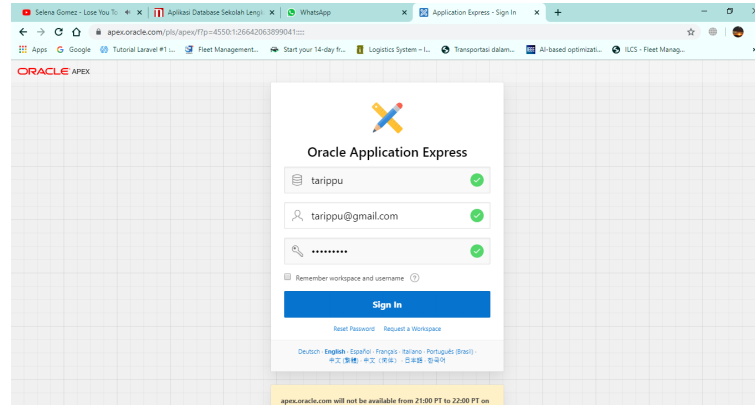 Selena Gomez - Lose You To
Aplikasi Database Sekolah Lengk
WhatsApp
Application Express - Sign In
apex.oracle.com/pls/apex/f?p=4550:1:26642063899041:::::
Apps
Google
Tutorial Laravel #1 :...
Fleet Management...
Start your 14-day fr...
Logistics System – I...
Transportasi dalam...
AI-based optimizati...
ILCS - Fleet Manag...
ORACLE APEX
Oracle Application Express
tarippu
tarippu@gmail.com
•••••••••
Remember workspace and username ?
Sign In
Reset Password Request a Workspace
Deutsch · English · Español · Français · Italiano · Português (Brasil) ·
中文 (繁體) · 中文 (简体) · 日本語 · 한국어
apex.oracle.com will not be available from 21:00 PT to 22:00 PT on